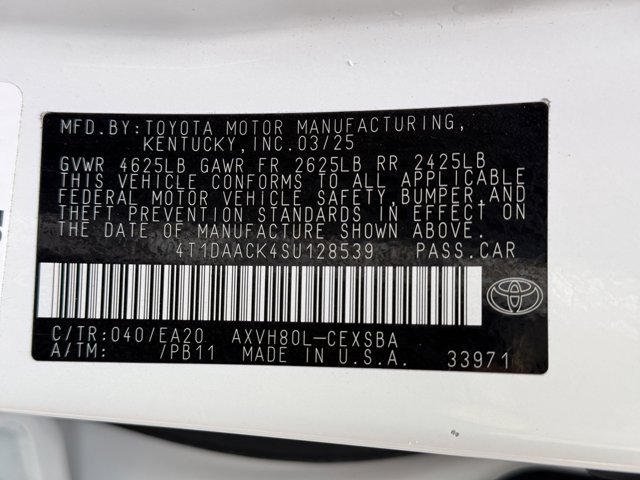 MFD.BY:TOYOTA MOTOR MANUFACTURING,
KENTUCKY,INC.03/25
GVWR 4625LB GAWR FR 2625LB RR 2425LB
THIS VEHICLE CONFORMS TO ALL APPLICABLE
FEDERAL MOTOR VEHICLE SAFETY,BUMPER,AND
THEFT PREVENTION STANDARDS IN EFFECT ON
THE DATE OF MANUFACTURE SHOWN ABOVE.
4T1DAACK4SU128539 PASS.CAR
C/TR:040/EA20 AXVH80L-CEXSBA
A/TM: /PB11 MADE IN U.S.A. 33971